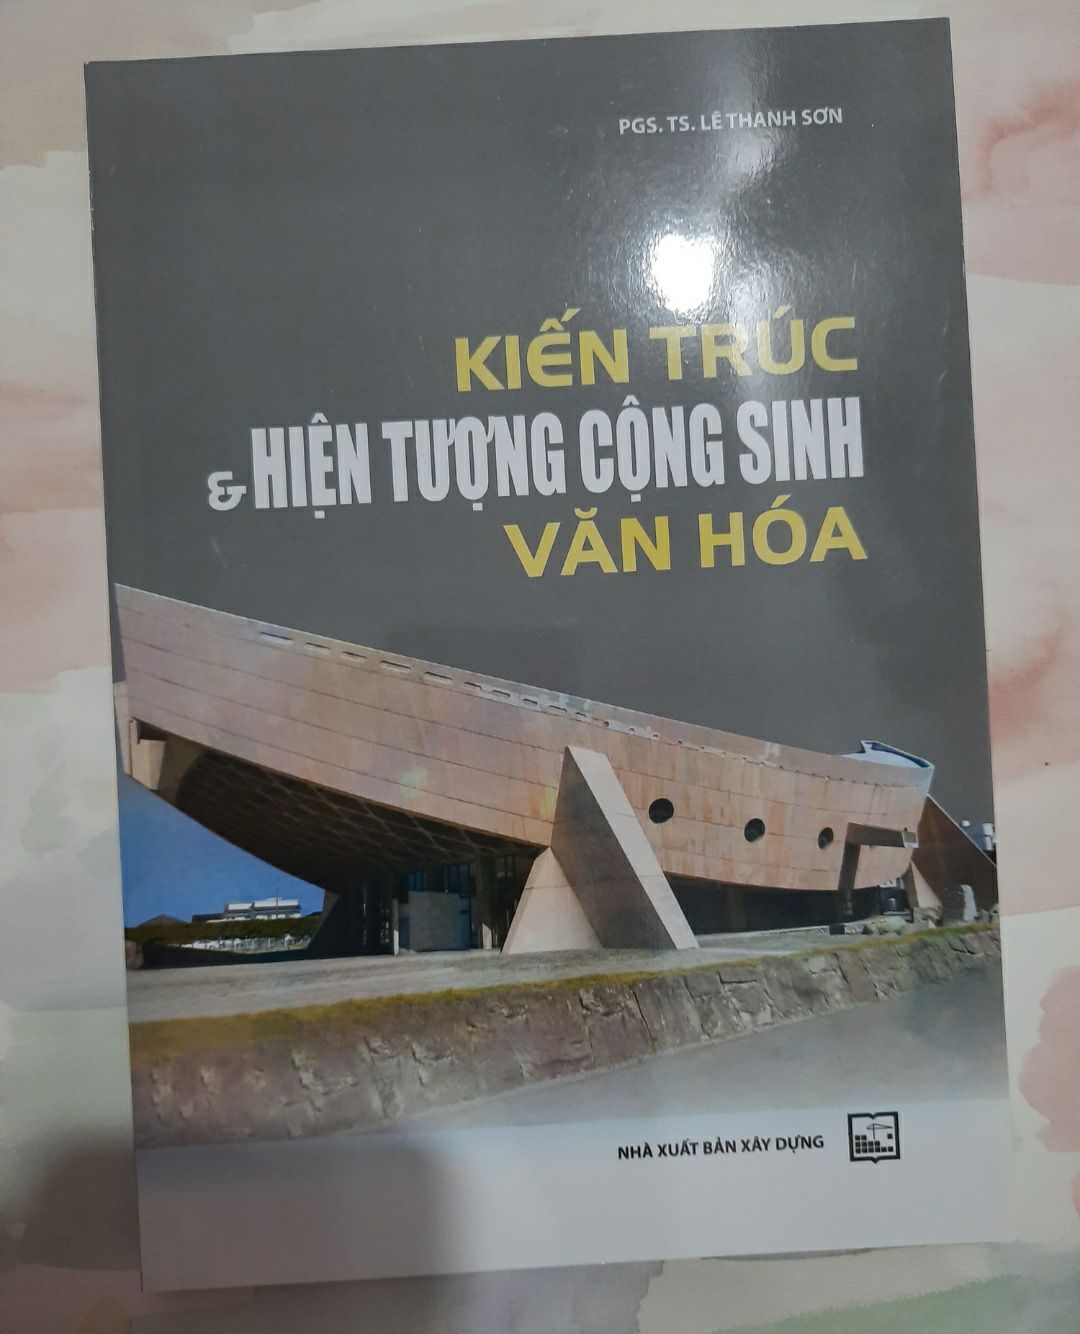 PGS. TS. LÊ THANH SƠN
KIẾN TRÚC
& HIỆN TƯỢNG CỘNG SINH
VĂN HÓA
NHÀ XUẤT BẢN XÂY DỰNG